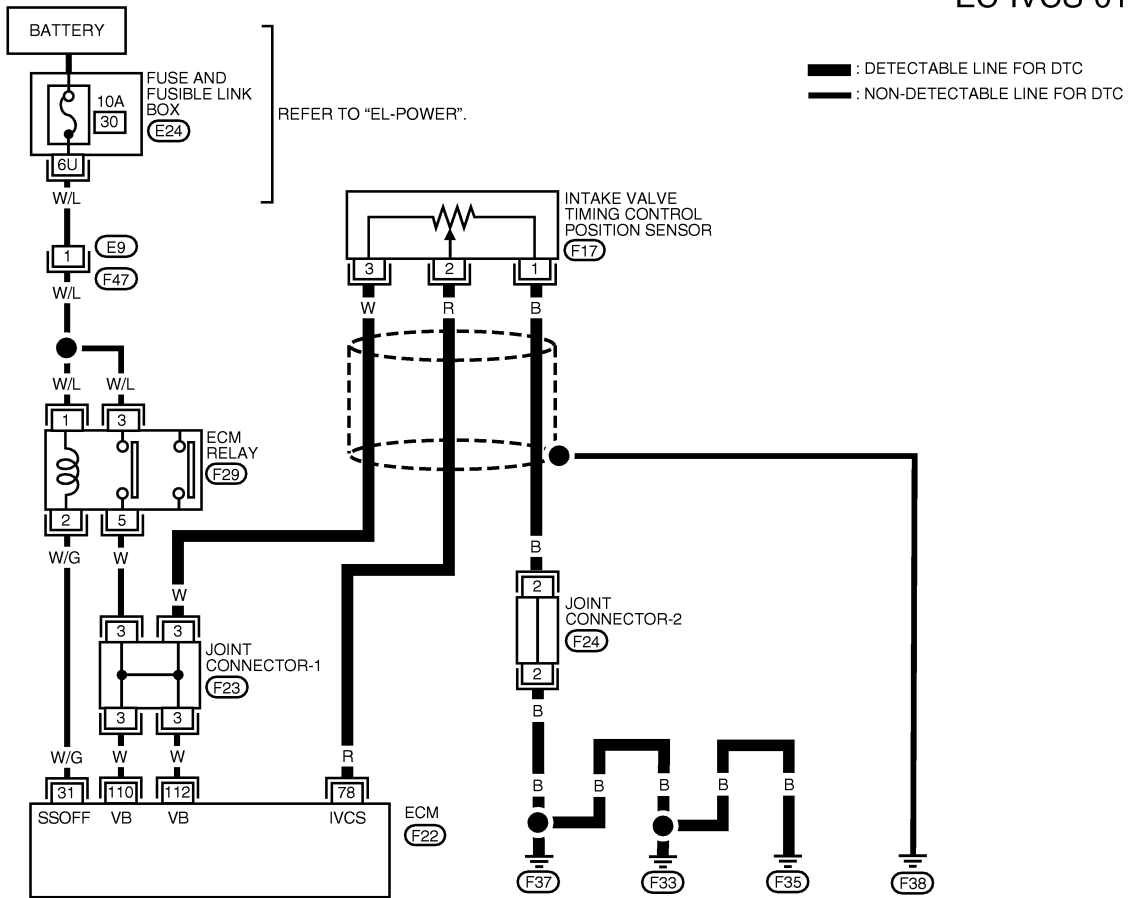 BATTERY
FUSE AND
FUSIBLE LINK
BOX
E24
10A
30
6U
REFER TO “EL-POWER”.
: DETECTABLE LINE FOR DTC
: NON-DETECTABLE LINE FOR DTC
W/L
1
E9
F47
W/L
INTAKE VALVE
TIMING CONTROL
POSITION SENSOR
F17
3 2 1
W R B
W/L W/L
1 3
ECM
RELAY
F29
2 5
W/G W
W
B
3 3
JOINT
CONNECTOR-1
F23
3 3
2
JOINT
CONNECTOR-2
F24
2
B
W/G W W R
B B B B B
31 110 112 78
SSOFF VB VB IVCS
ECM
F22
F37 F33 F35 F38